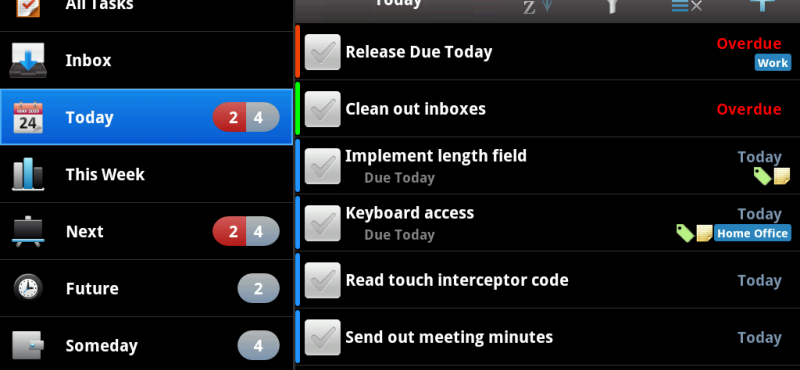 All Tasks
Inbox
24
Today
2 4
This Week
Next
2 4
Future
2
Someday
4
Today
Z
Release Due Today
Overdue
Work
Clean out inboxes
Overdue
Implement length field
Today
Due Today
Keyboard access
Today
Due Today
Home Office
Read touch interceptor code
Today
Send out meeting minutes
Today